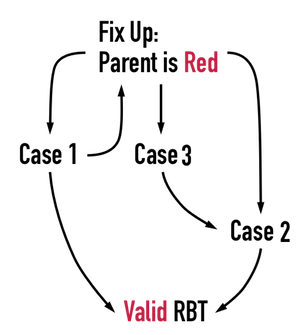 Fix Up:
Parent is Red
Case 1
Case 3
Case 2
Valid RBT